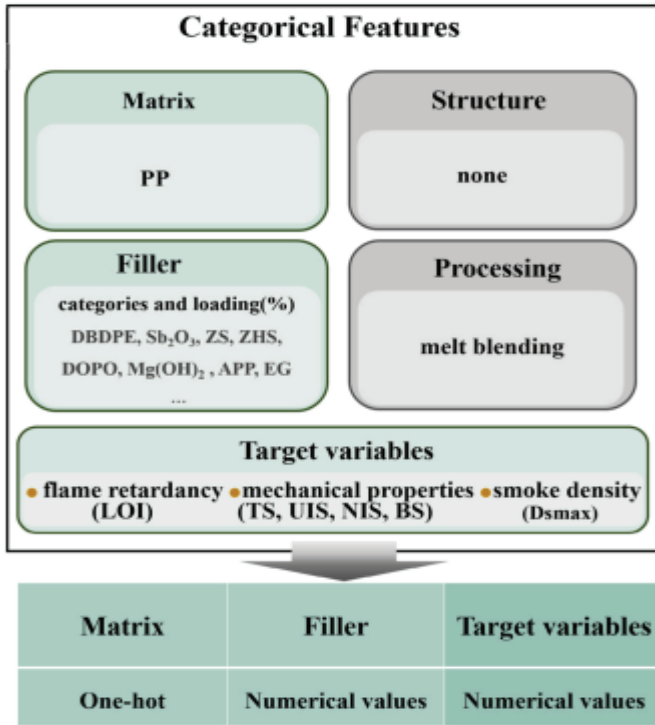 Categorical Features
Matrix
PP
Structure
none
Filler
categories and loading(%)
DBDPE, Sb₂O₃, ZS, ZHS,
DOPO, Mg(OH)₂ , APP, EG
...
Processing
melt blending
Target variables
• flame retardancy • mechanical properties • smoke density
(LOI) (TS, UIS, NIS, BS) (Dsmax)
Matrix Filler Target variables
One-hot Numerical values Numerical values